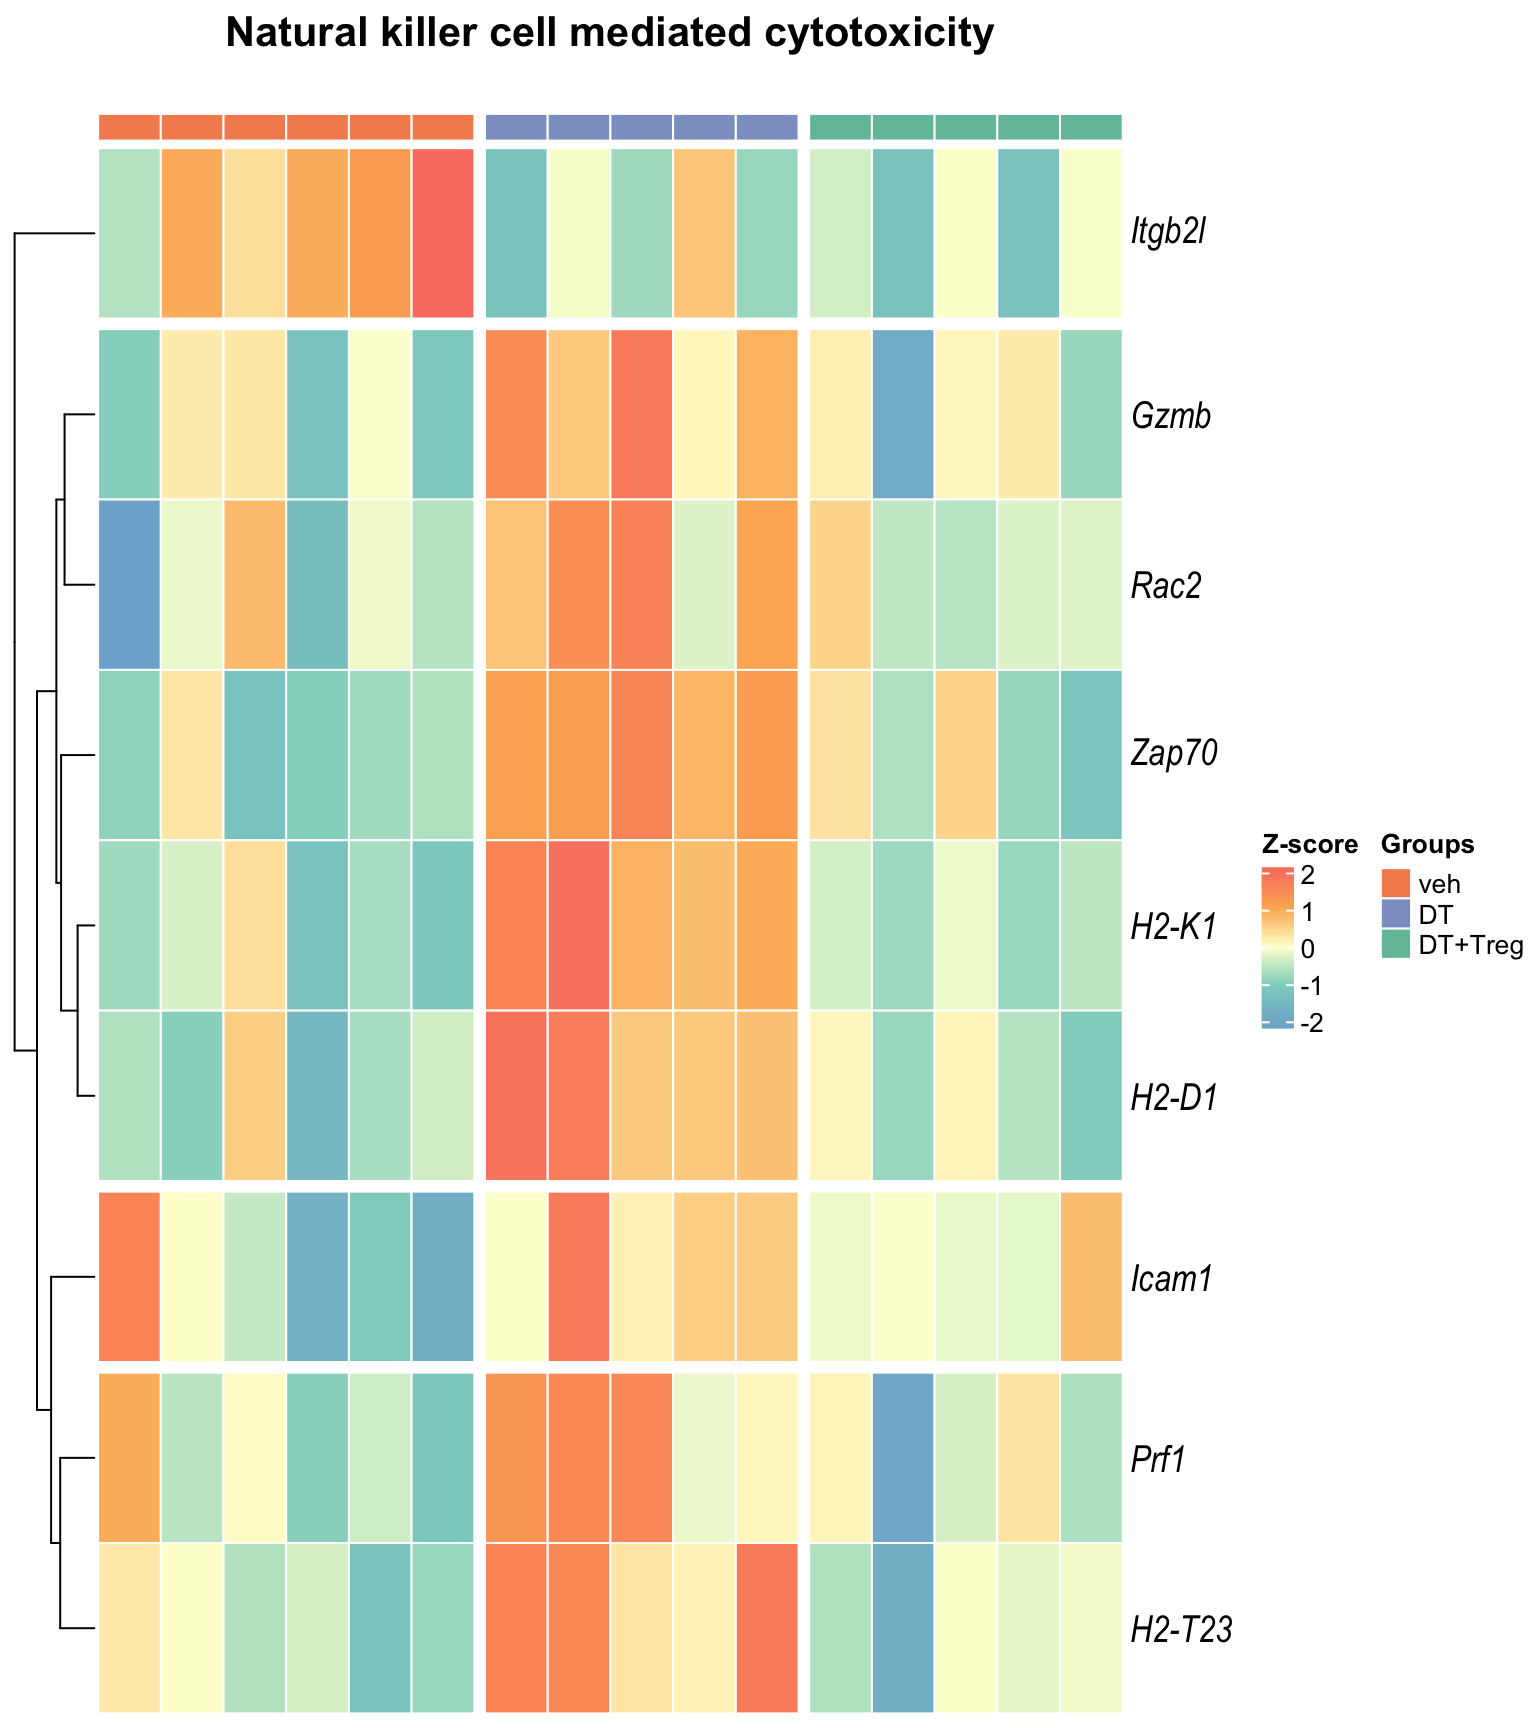 Natural killer cell mediated cytotoxicity
Itgb2l
Gzmb
Rac2
Zap70
H2-K1
H2-D1
Icam1
Prf1
H2-T23
Z-score
2
1
0
-1
-2
Groups
veh
DT
DT+Treg